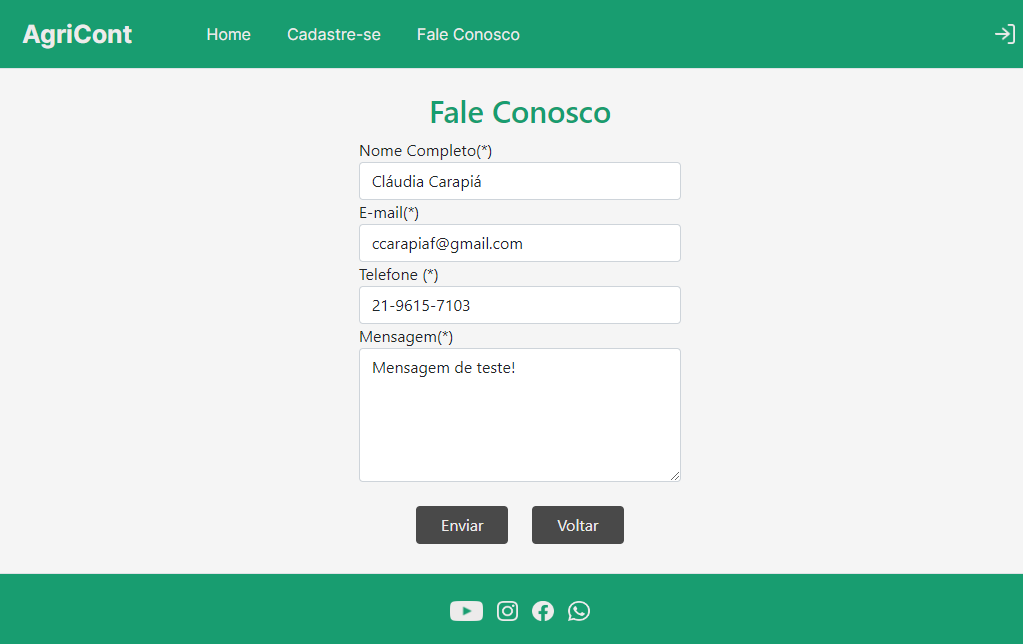 AgriCont Home Cadastre-se Fale Conosco
Fale Conosco
Nome Completo(*)
Cláudia Carapiá
E-mail(*)
ccarapiaf@gmail.com
Telefone (*)
21-9615-7103
Mensagem(*)
Mensagem de teste!
Enviar Voltar